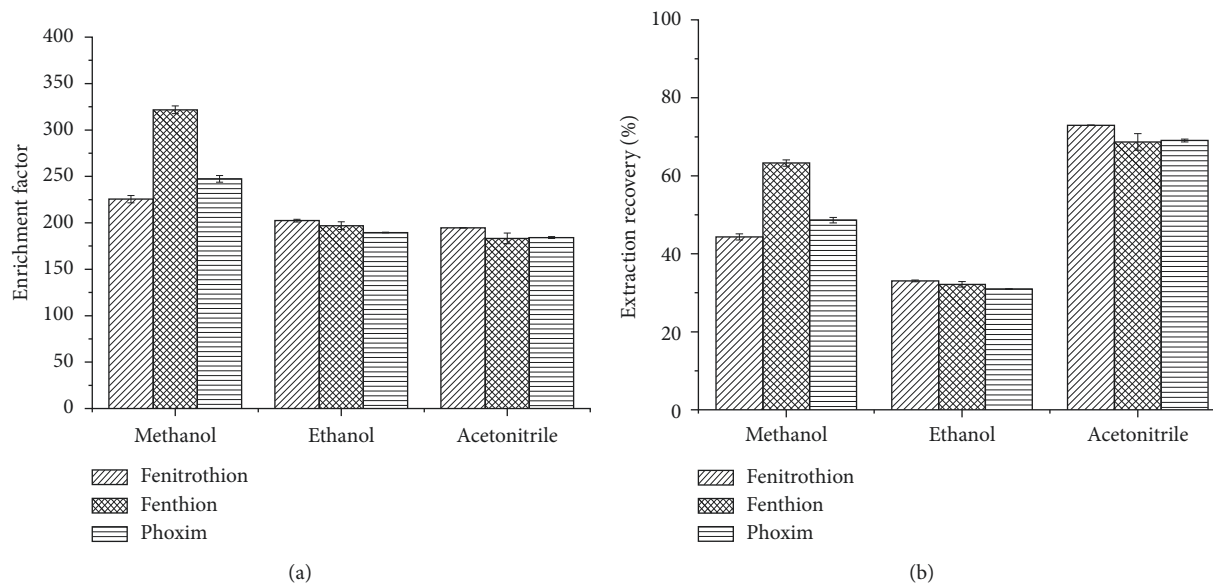 400
350
300
250
200
150
100
50
0
Enrichment factor
Methanol
Ethanol
Acetonitrile
Fenitrothion
Fenthion
Phoxim
(a)
100
80
60
40
20
0
Extraction recovery (%)
Methanol
Ethanol
Acetonitrile
Fenitrothion
Fenthion
Phoxim
(b)